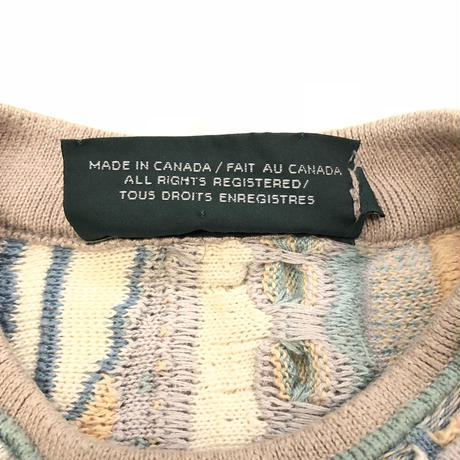 MADE IN CANADA / FAIT AU CANADA
ALL RIGHTS REGISTERED/
TOUS DROITS ENREGISTRES